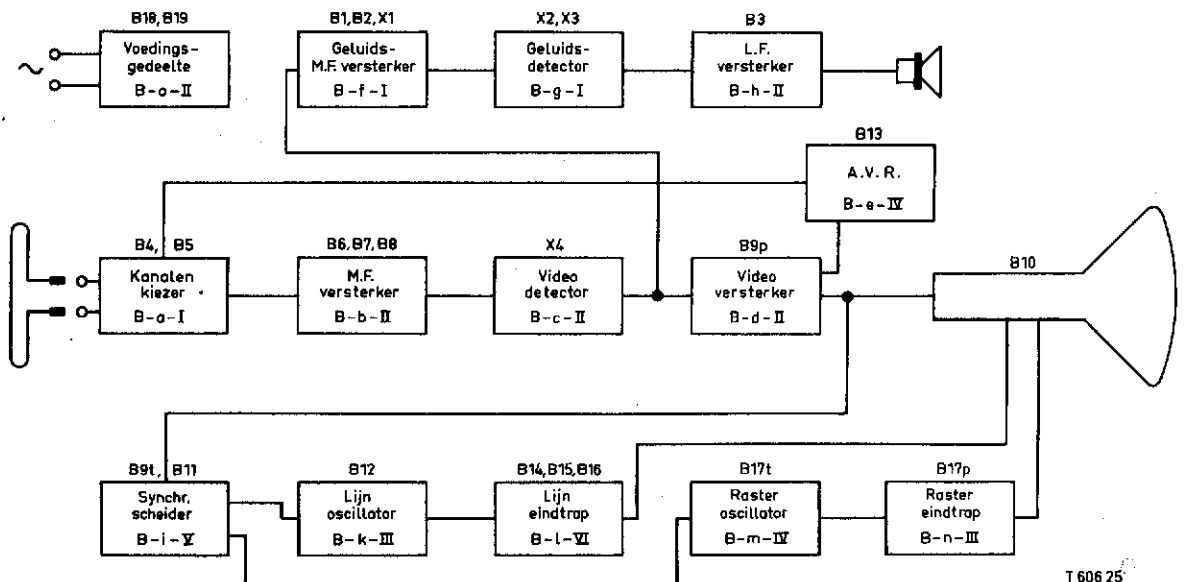 B18, B19
Voedings-
gedeelte
B-o-II
B1, B2, X1
Geluids-
M.F. versterker
B-f-I
X2, X3
Geluids-
detector
B-g-I
B3
L.F.
versterker
B-h-II
B13
A.V.R.
B-e-IV
B4, B5
Kanalen
kiezer
B-a-I
B6, B7, B8
M.F.
versterker
B-b-II
X4
Video
detector
B-c-II
B9p
Video
versterker
B-d-II
B10
B9t, B11
Synchr.
scheider
B-i-V
B12
Lijn
oscillator
B-k-III
B14, B15, B16
Lijn
eindtrap
B-l-VI
B17t
Raster
oscillator
B-m-IV
B17p
Raster
eindtrap
B-n-III
T 606 25